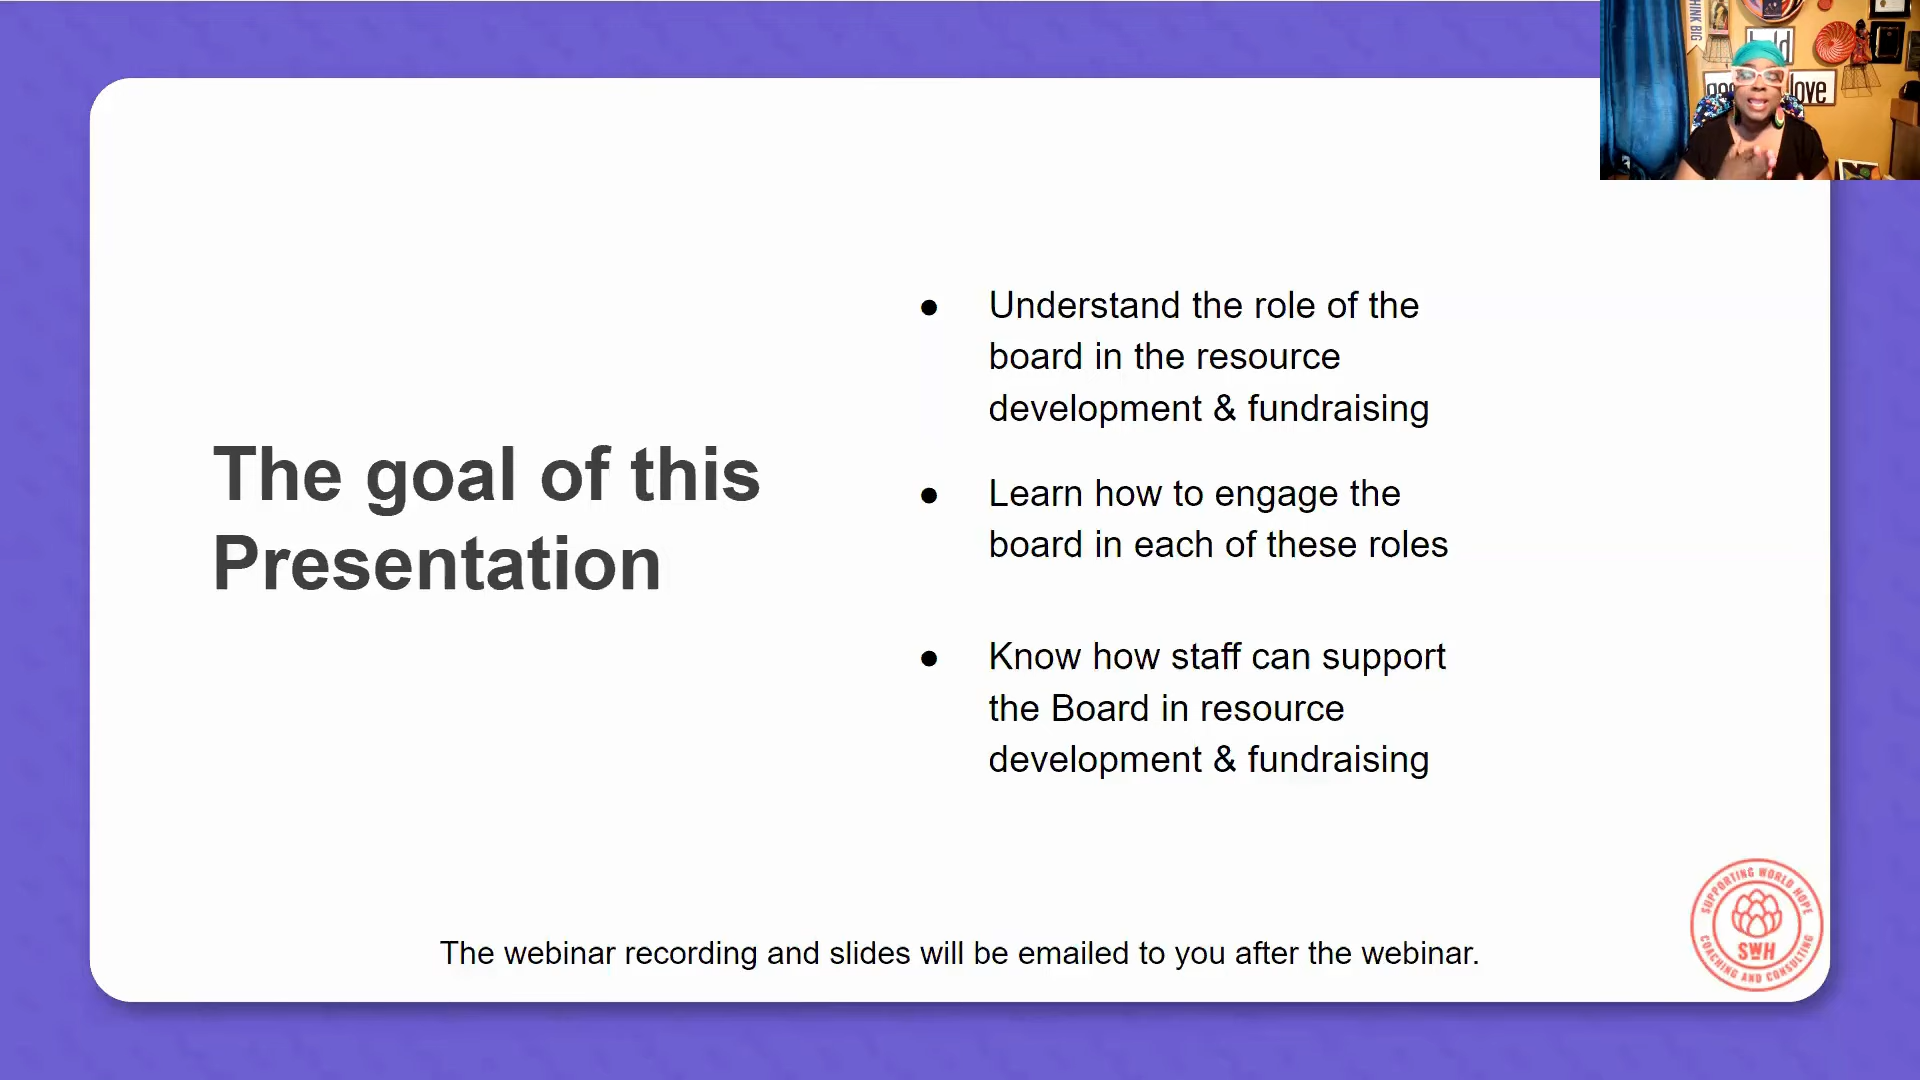 The goal of this
Presentation
● Understand the role of the
board in the resource
development & fundraising
● Learn how to engage the
board in each of these roles
● Know how staff can support
the Board in resource
development & fundraising
The webinar recording and slides will be emailed to you after the webinar.
SUPPORTING WORLD HOPE
SWH
COACHING AND CONSULTING
THINK BIG
love